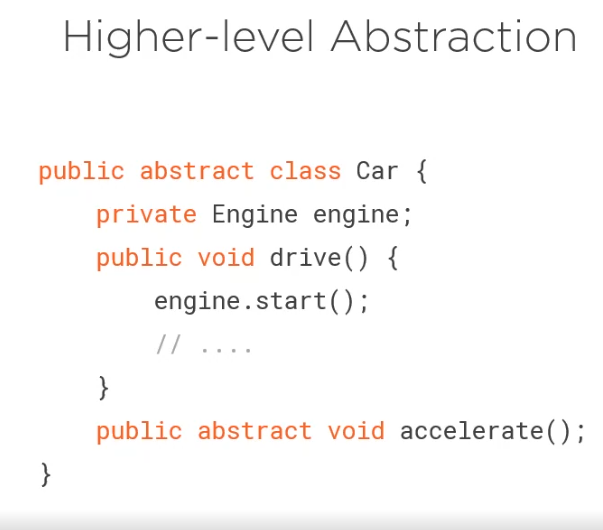 Higher-level Abstraction
public abstract class Car {
    private Engine engine;
    public void drive() {
        engine.start();
        // ....
    }
    public abstract void accelerate();
}